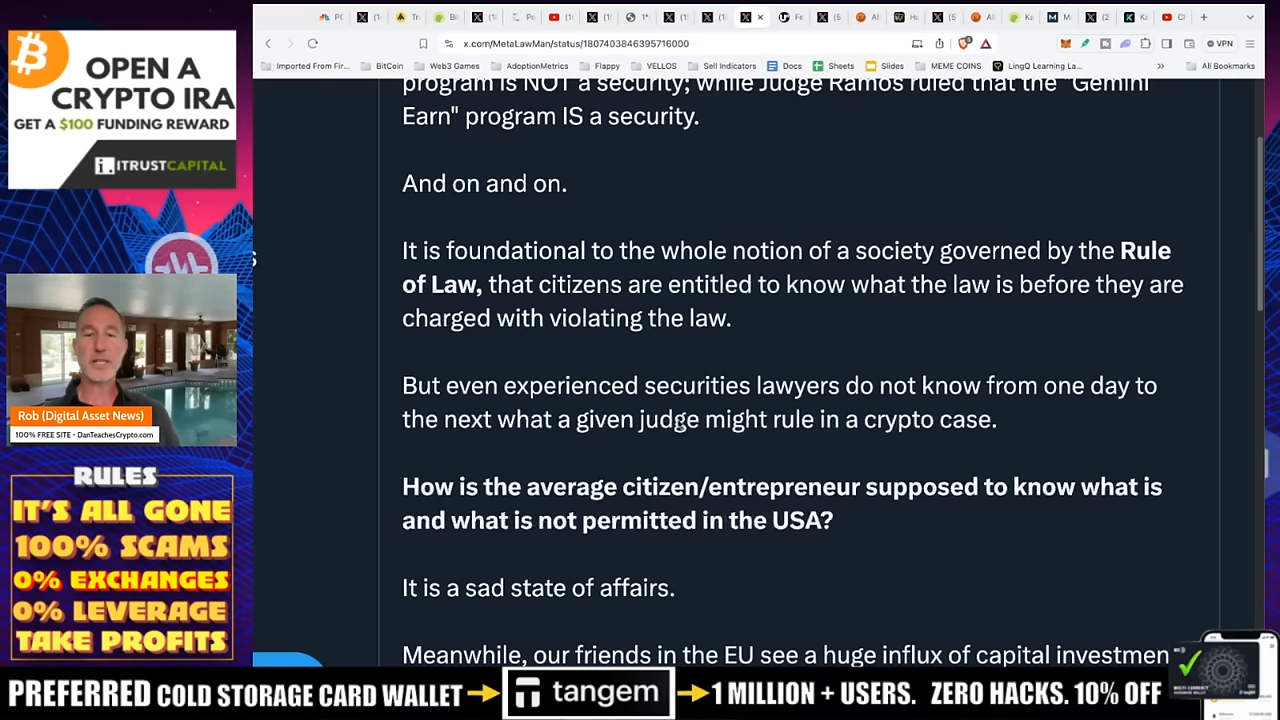 x.com/MetaLawMan/status/1807403846395716000
VPN
Imported From Fir...
BitCoin
Web3 Games
AdoptionMetrics
Flappy
VELLOS
Sell Indicators
Docs
Sheets
Slides
MEME COINS
LingQ Learning La...
All Bookmarks
OPEN A
CRYPTO IRA
GET A $100 FUNDING REWARD
i. ITRUSTCAPITAL
program is NOT a security; while Judge Ramos ruled that the "Gemini
Earn" program IS a security.
And on and on.
It is foundational to the whole notion of a society governed by the Rule
of Law, that citizens are entitled to know what the law is before they are
charged with violating the law.
But even experienced securities lawyers do not know from one day to
the next what a given judge might rule in a crypto case.
How is the average citizen/entrepreneur supposed to know what is
and what is not permitted in the USA?
It is a sad state of affairs.
Meanwhile, our friends in the EU see a huge influx of capital investmen
Rob (Digital Asset News)
100% FREE SITE - DanTeachesCrypto.com
RULES
IT'S ALL GONE
100% SCAMS
0% EXCHANGES
0% LEVERAGE
TAKE PROFITS
PREFERRED COLD STORAGE CARD WALLET
tangem
1 MILLION + USERS. ZERO HACKS. 10% OFF